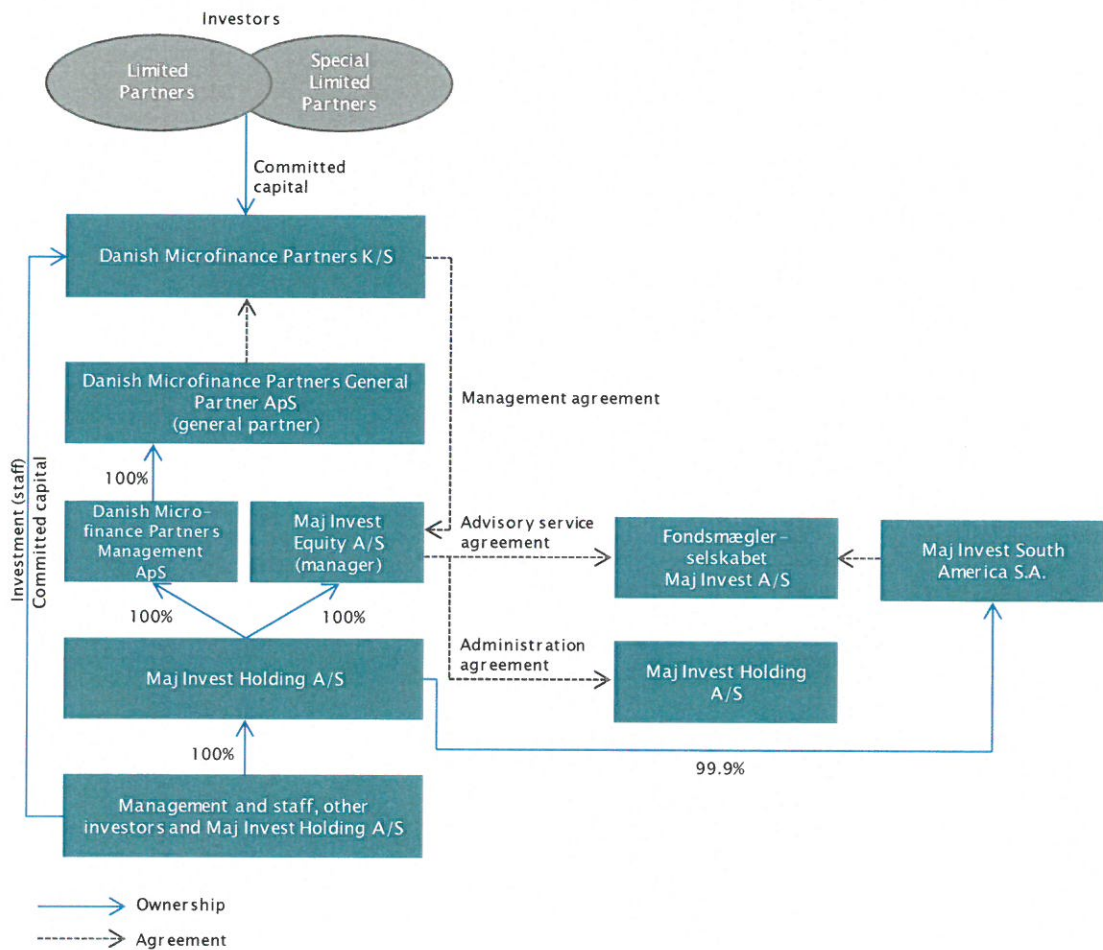 Investors
Limited
Partners
Special
Limited
Partners
Committed
capital
Danish Microfinance Partners K/S
Danish Microfinance Partners General
Partner ApS
(general partner)
Management agreement
100%
Investment (staff)
Committed capital
Danish Micro-
finance Partners
Management
ApS
Maj Invest
Equity A/S
(manager)
Advisory service
agreement
Fondsmægler-
selskabet
Maj Invest A/S
Maj Invest South
America S.A.
100%
100%
Administration
agreement
Maj Invest Holding A/S
Maj Invest Holding
A/S
100%
99.9%
Management and staff, other
investors and Maj Invest Holding A/S
Ownership
Agreement